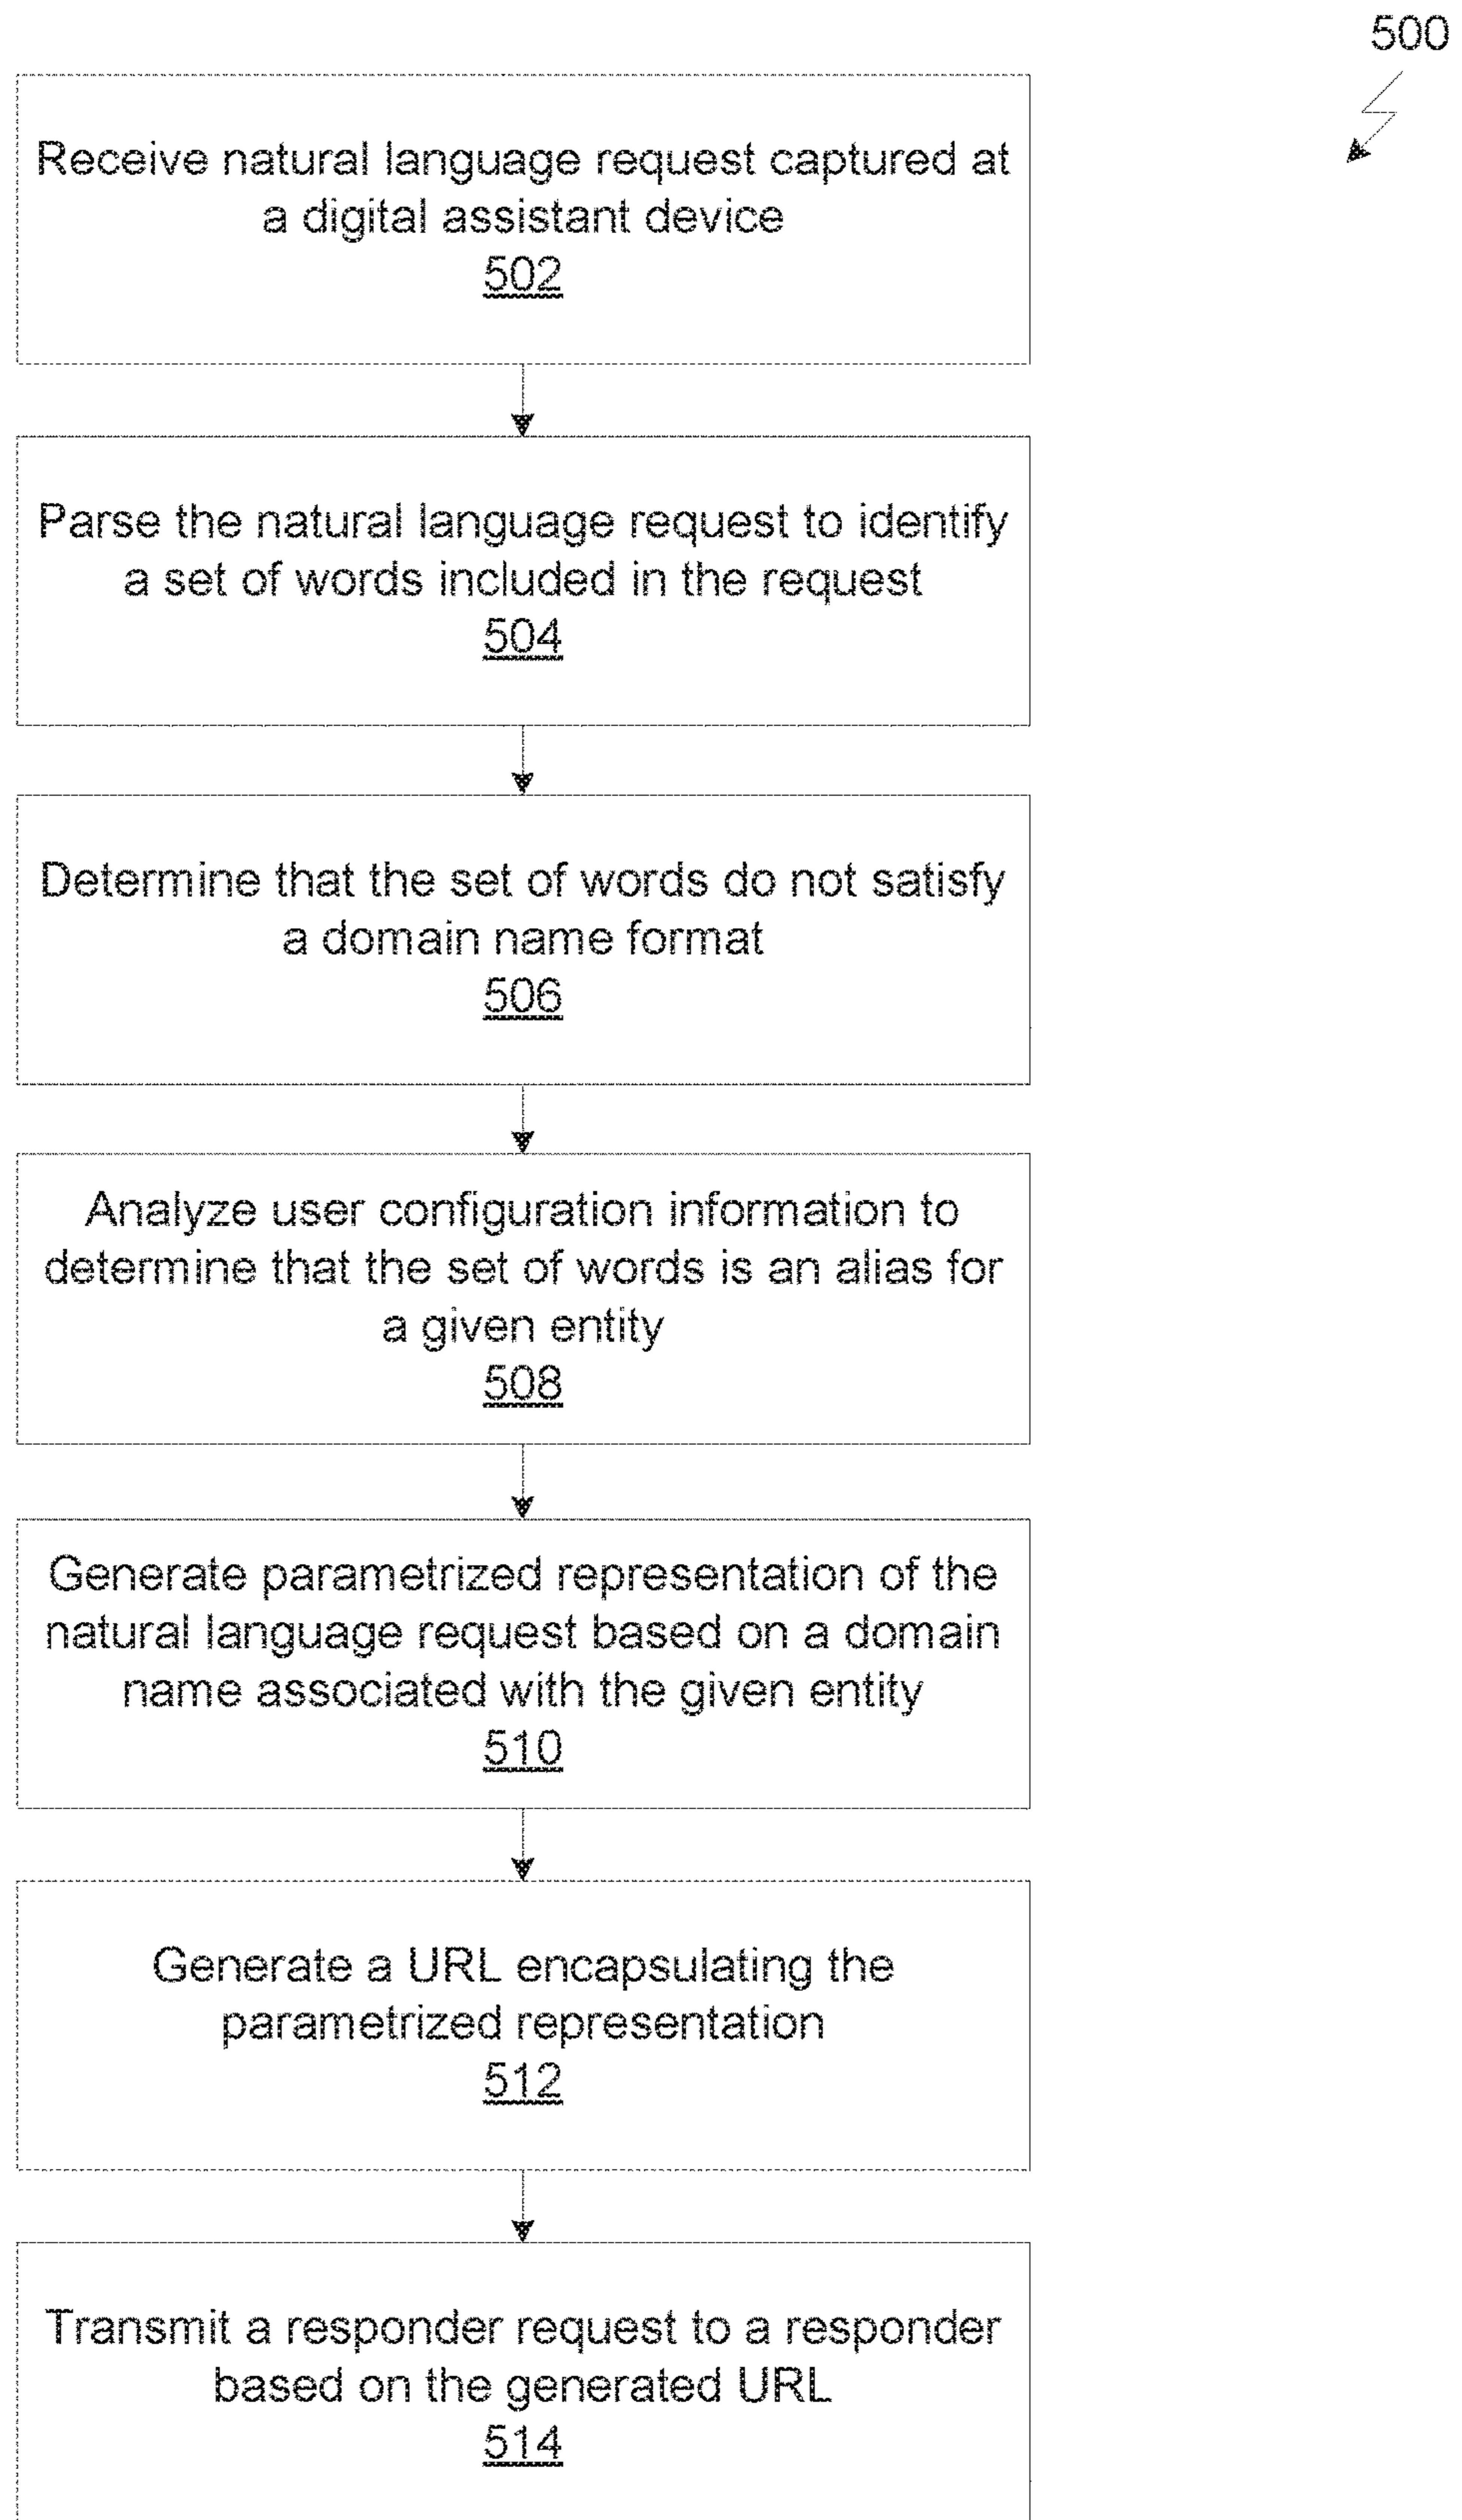 500
Receive natural language request captured at
a digital assistant device
502
Parse the natural language request to identify
a set of words included in the request
504
Determine that the set of words do not satisfy
a domain name format
506
Analyze user configuration information to
determine that the set of words is an alias for
a given entity
508
Generate parametrized representation of the
natural language request based on a domain
name associated with the given entity
510
Generate a URL encapsulating the
parametrized representation
512
Transmit a responder request to a responder
based on the generated URL
514